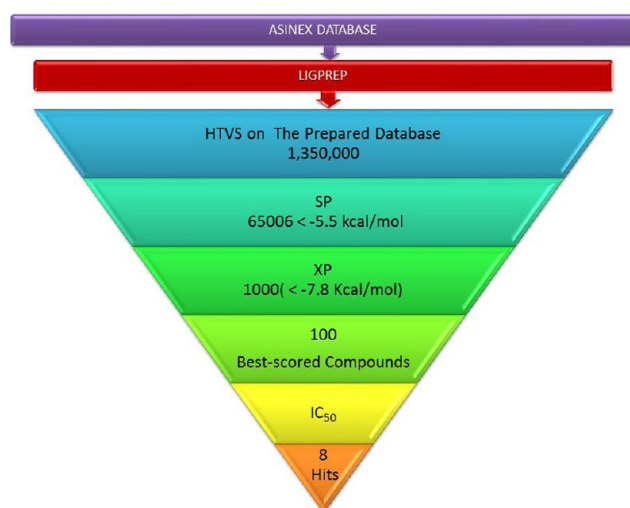 ASINEX DATABASE
LIGPREP
HTVS on The Prepared Database
1,350,000
SP
65006 < -5.5 kcal/mol
XP
1000( < -7.8 Kcal/mol)
100
Best-scored Compounds
IC₅₀
8
Hits